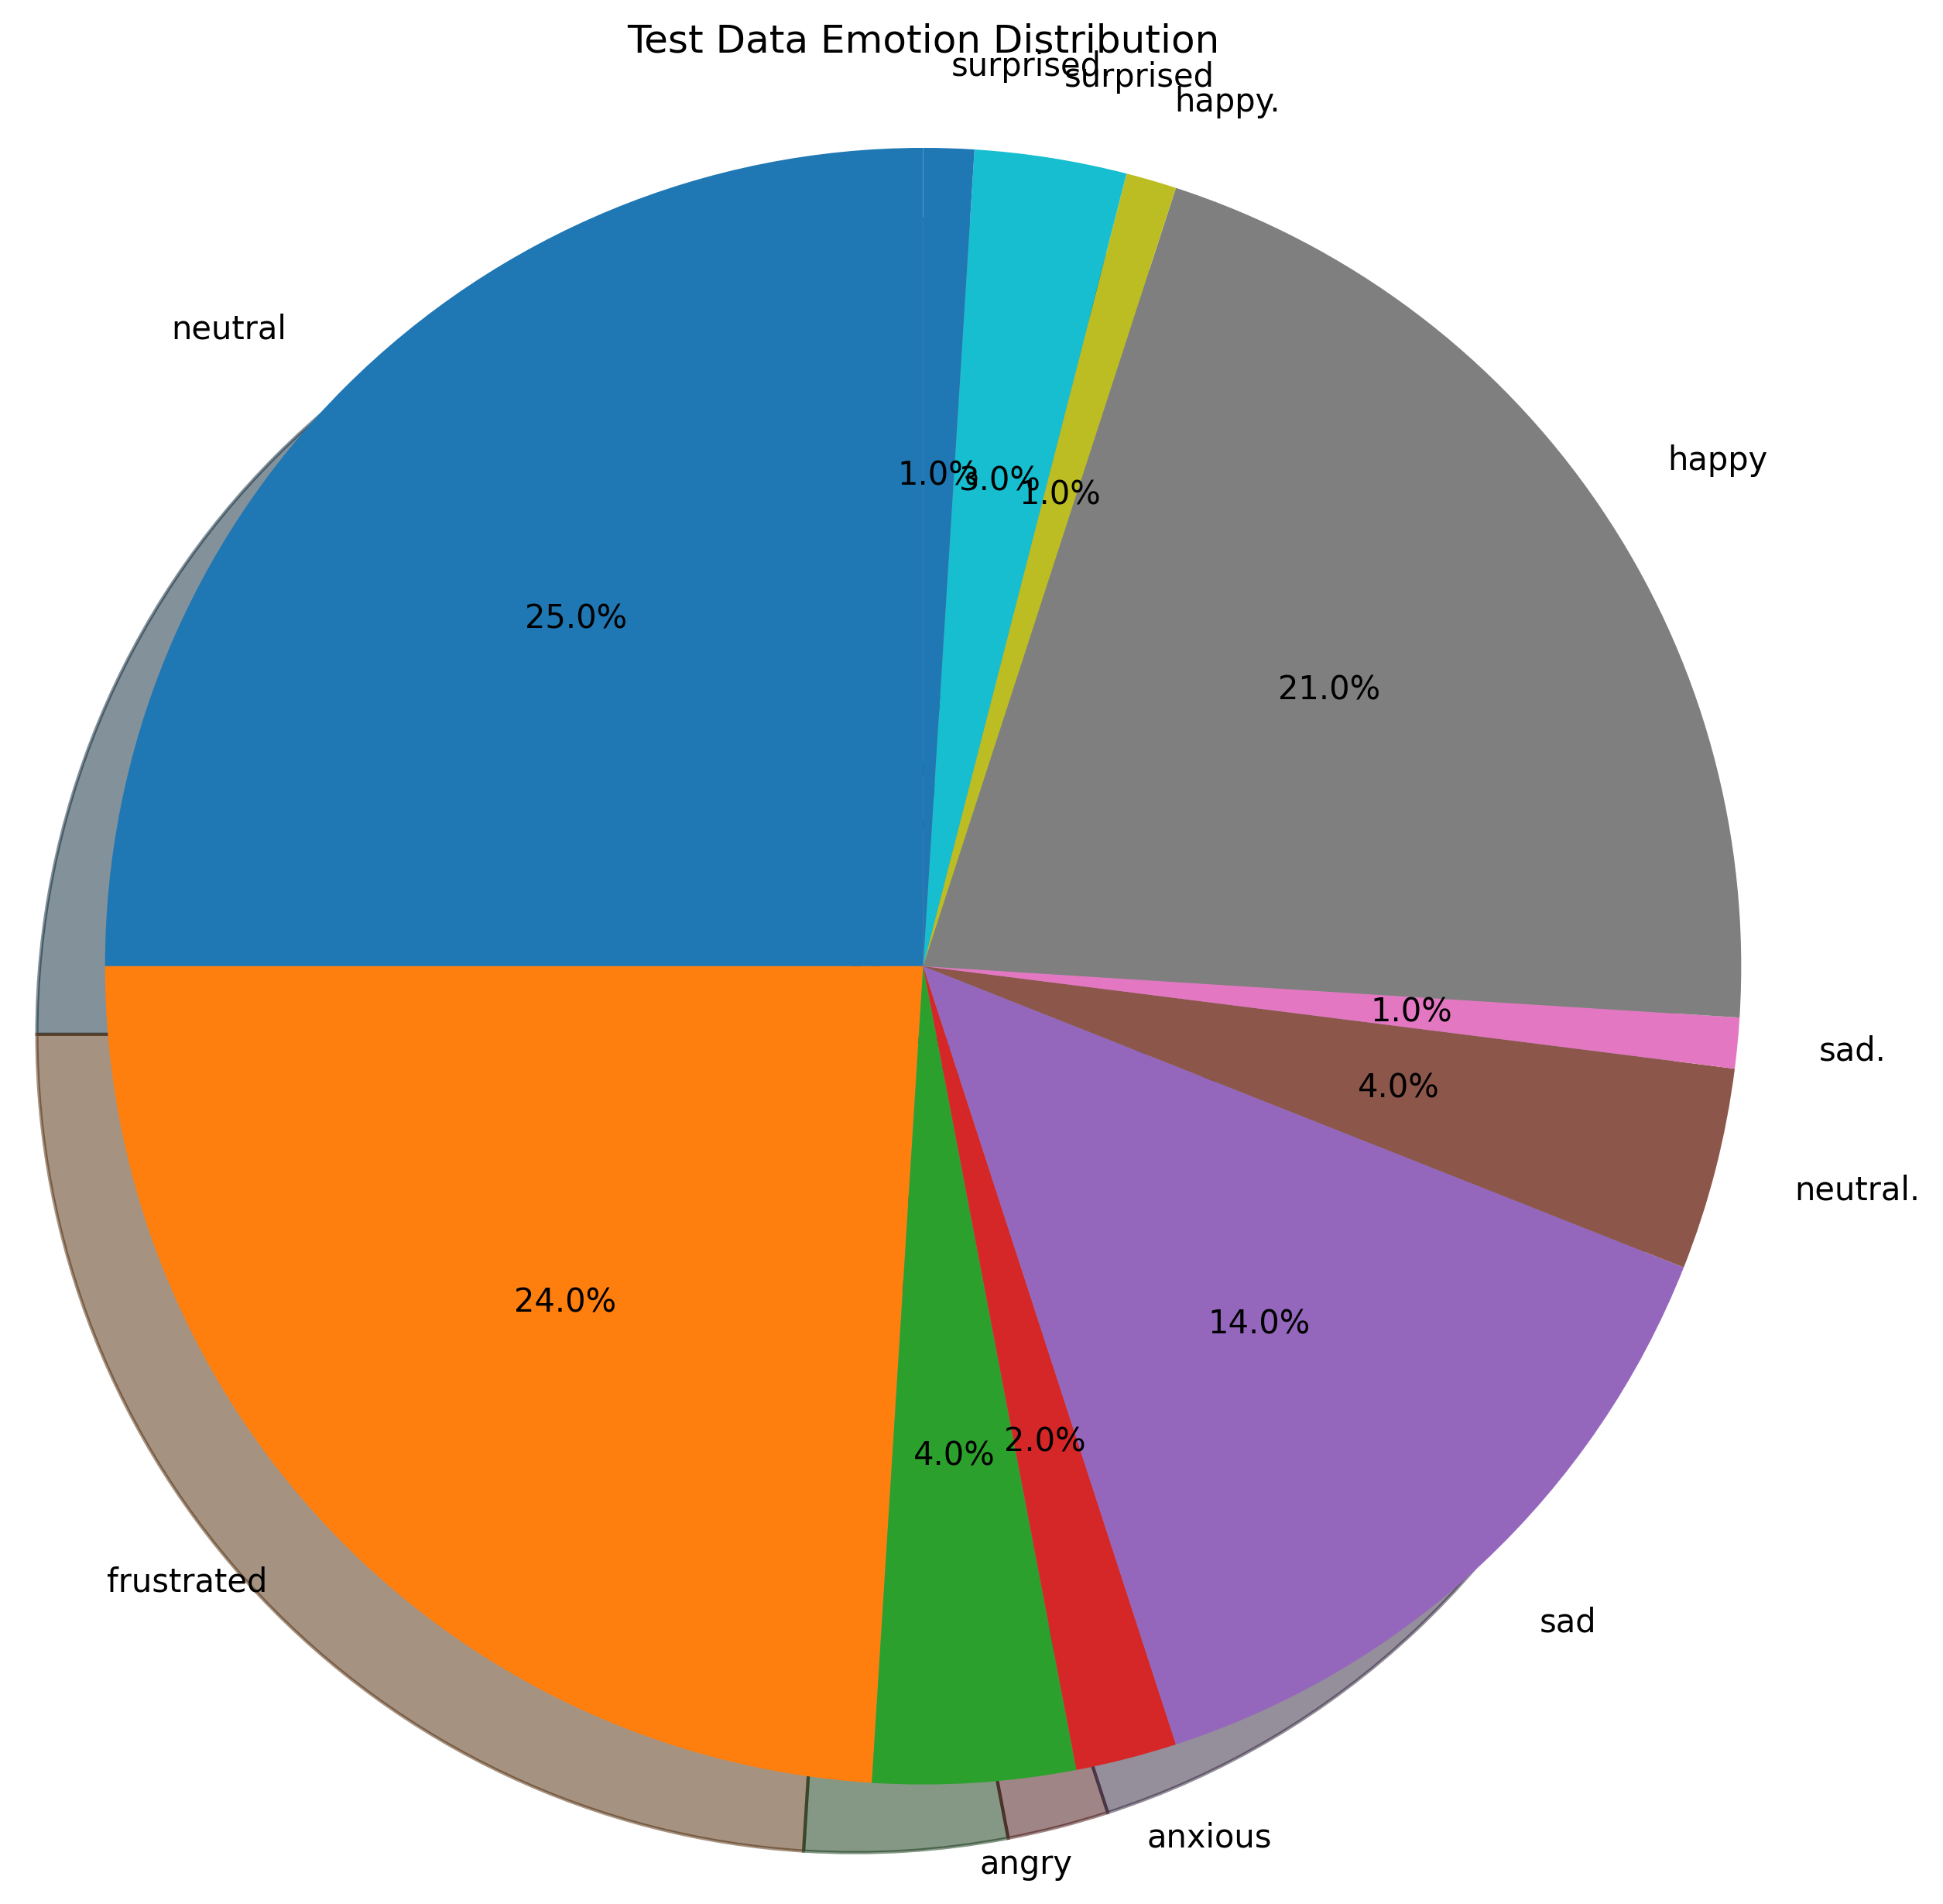 Test Data Emotion Distribution
surprised
surprised
happy.
neutral
happy
1.0%
3.0%
1.0%
25.0%
21.0%
1.0%
sad.
4.0%
neutral.
24.0%
14.0%
4.0%
2.0%
frustrated
sad
anxious
angry